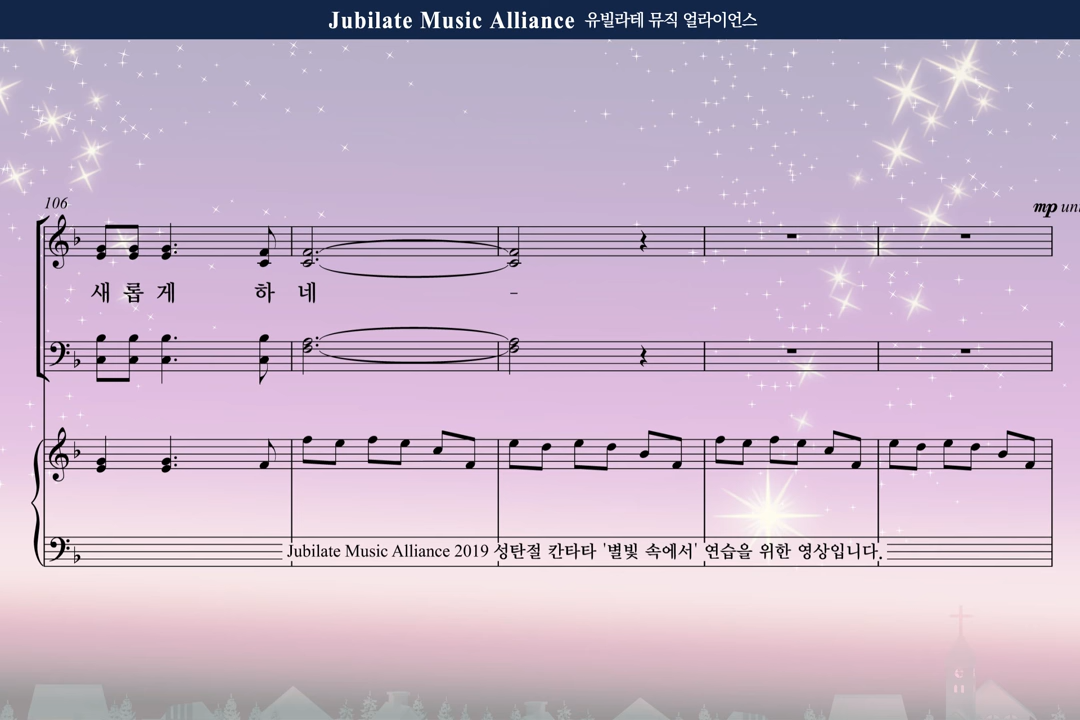 Jubilate Music Alliance 유빌라테 뮤직 얼라이언스
106
mp uni
새 롭 게 하 네 -
Jubilate Music Alliance 2019 성탄절 칸타타 '별빛 속에서' 연습을 위한 영상입니다.